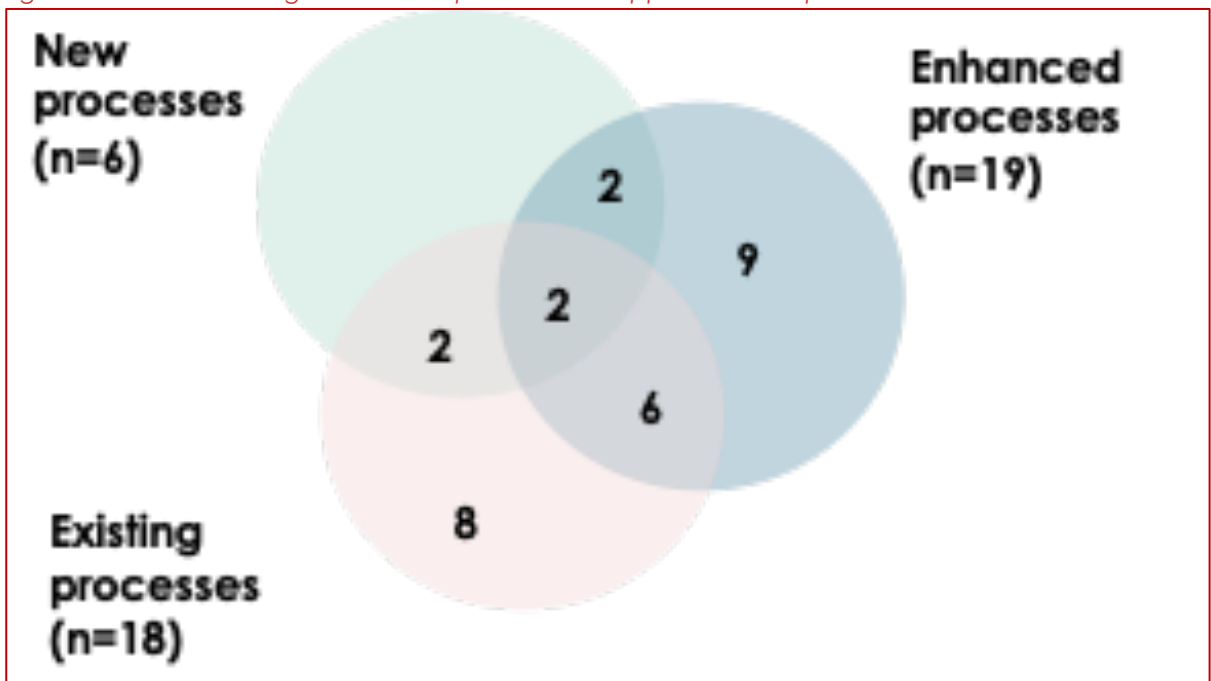 New
processes
(n=6)
Enhanced
processes
(n=19)
2
9
2
2
6
8
Existing
processes
(n=18)